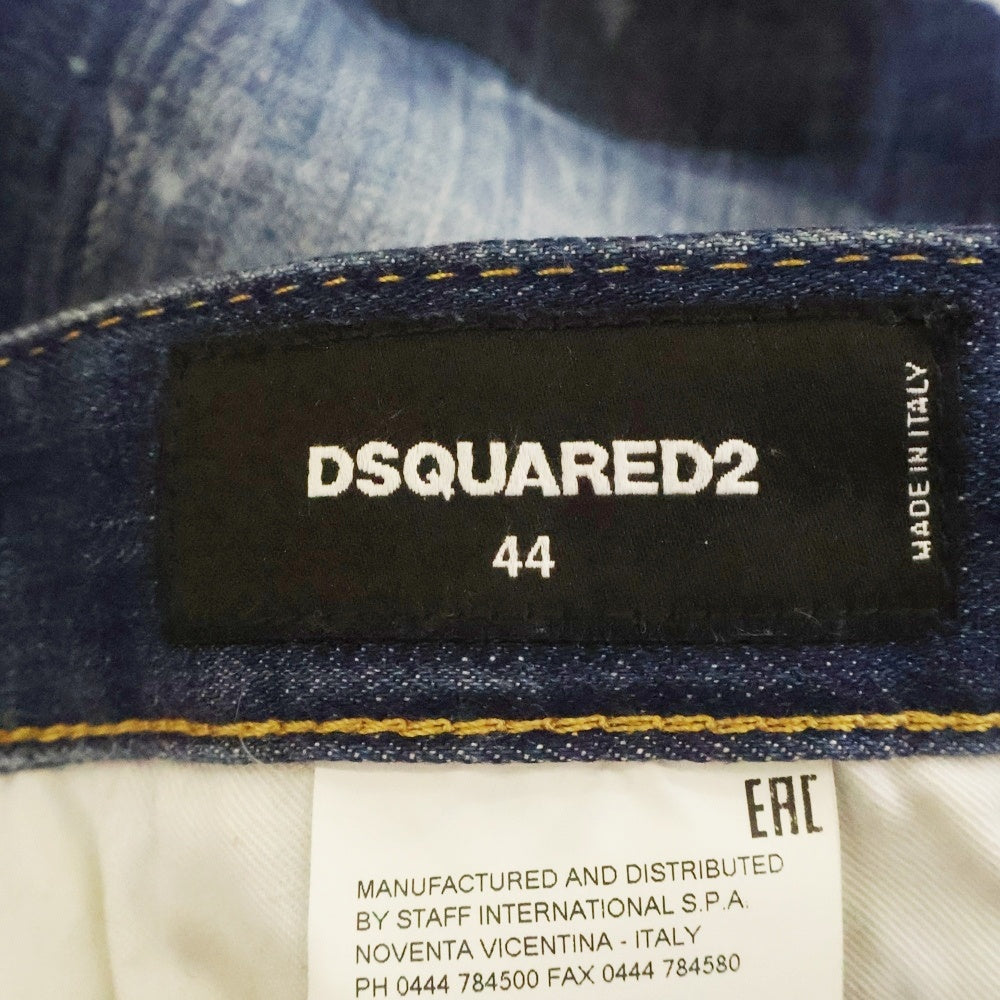 DSQUARED2
44
MADE IN ITALY
EAC
MANUFACTURED AND DISTRIBUTED
BY STAFF INTERNATIONAL S.P.A.
NOVENTA VICENTINA - ITALY
PH 0444 784500 FAX 0444 784580